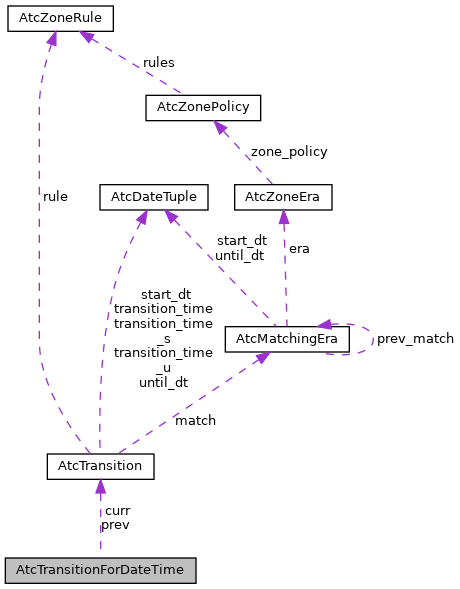 AtcZoneRule
rules
AtcZonePolicy
zone_policy
rule
AtcDateTuple
AtcZoneEra
start_dt
until_dt
era
start_dt
transition_time
transition_time
_s
transition_time
_u
until_dt
AtcMatchingEra
prev_match
match
AtcTransition
curr
prev
AtcTransitionForDateTime